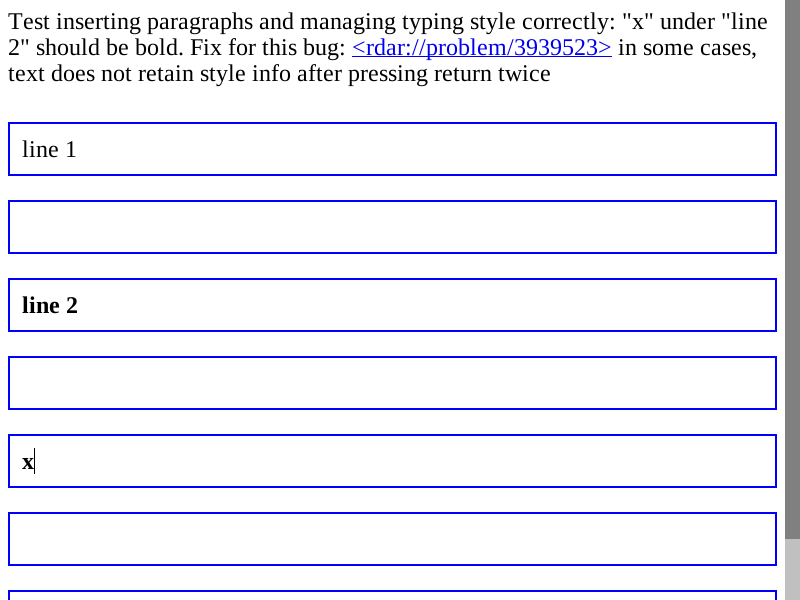 Test inserting paragraphs and managing typing style correctly: "x" under "line
2" should be bold. Fix for this bug: <rdar://problem/3939523> in some cases,
text does not retain style info after pressing return twice
line 1
line 2
x